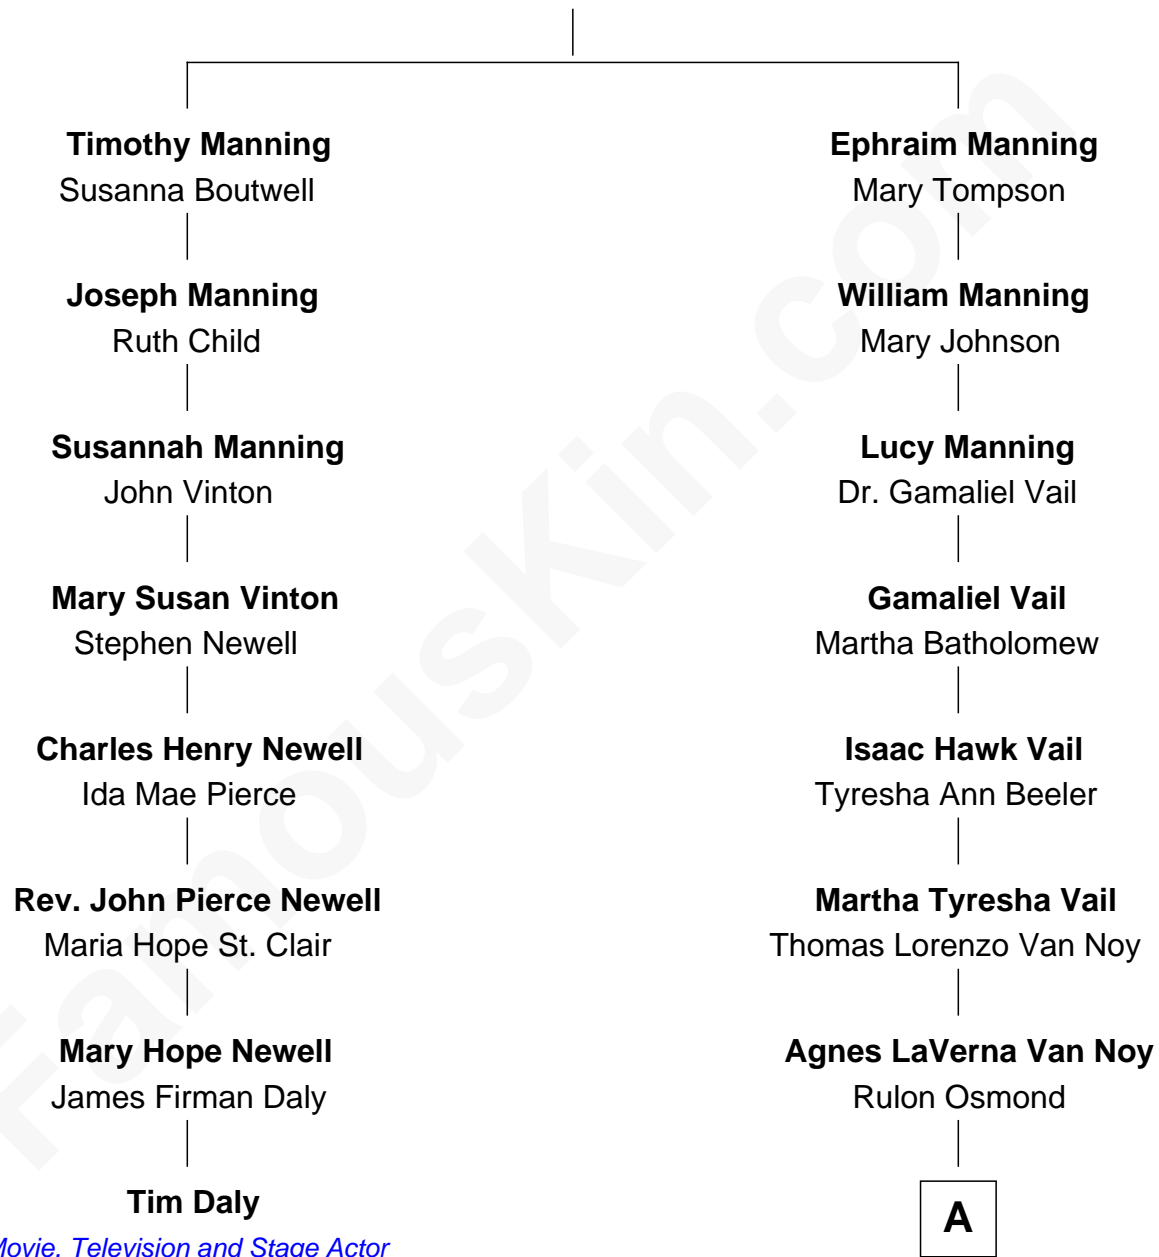 Timothy Manning
Susanna Boutwell
Ephraim Manning
Mary Tompson
Joseph Manning
Ruth Child
William Manning
Mary Johnson
Susannah Manning
John Vinton
Lucy Manning
Dr. Gamaliel Vail
Mary Susan Vinton
Stephen Newell
Gamaliel Vail
Martha Batholomew
Charles Henry Newell
Ida Mae Pierce
Isaac Hawk Vail
Tyresha Ann Beeler
Rev. John Pierce Newell
Maria Hope St. Clair
Martha Tyresha Vail
Thomas Lorenzo Van Noy
Mary Hope Newell
James Firman Daly
Agnes LaVerna Van Noy
Rulon Osmond
Tim Daly
Movie, Television and Stage Actor
A
FamousKin.com